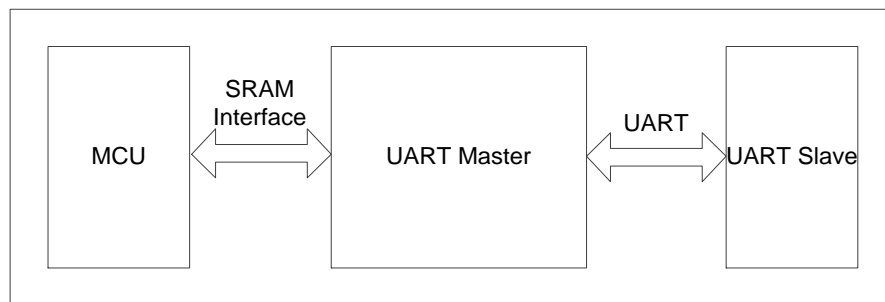 MCU
SRAM
Interface
UART Master
UART
UART Slave